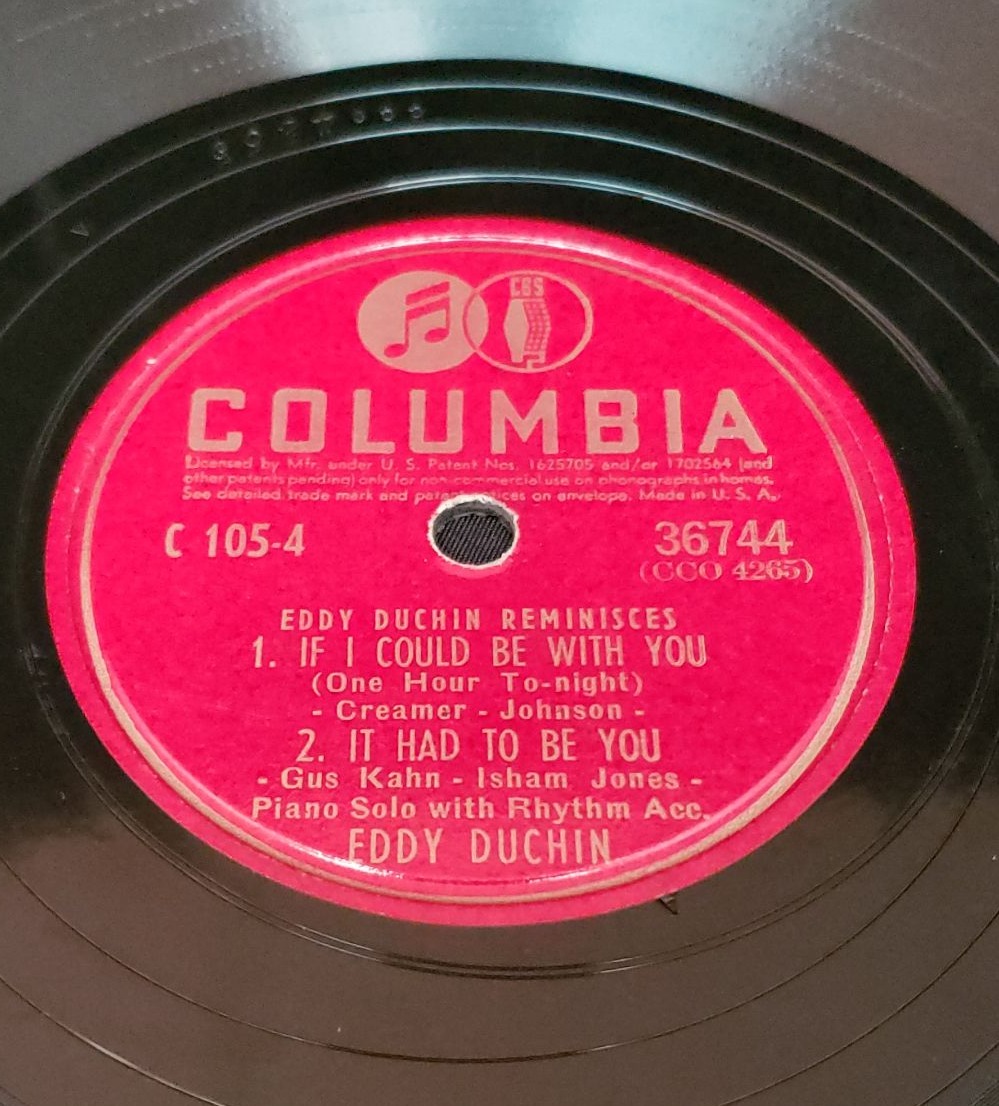 CBS
COLUMBIA
Licensed by Mfr. under U. S. Patent Nos. 1625705 and/or 1702564 (and
other patents pending) only for non-commercial use on phonographs in homes.
See detailed trade mark and patent notices on envelope. Made in U. S. A.
C 105-4
36744
(CCO 4265)
EDDY DUCHIN REMINISCES
1. IF I COULD BE WITH YOU
(One Hour To-night)
- Creamer - Johnson -
2. IT HAD TO BE YOU
- Gus Kahn - Isham Jones -
Piano Solo with Rhythm Acc.
EDDY DUCHIN